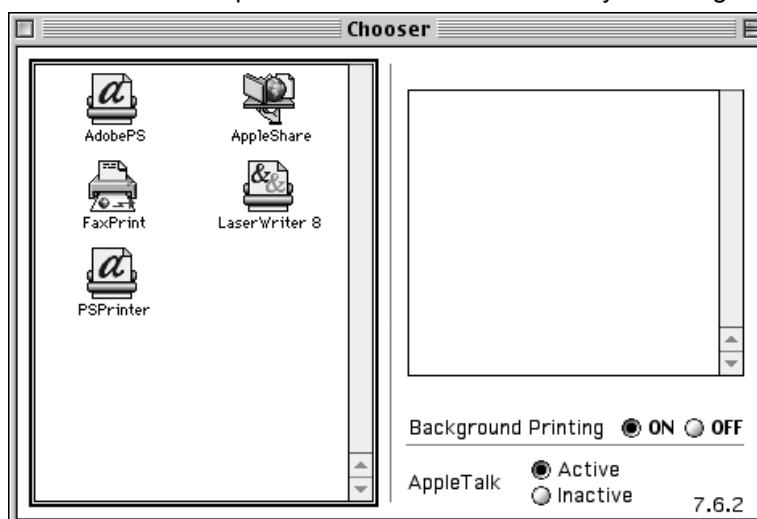 Chooser
AdobePS
AppleShare
FaxPrint
LaserWriter 8
PSPrinter
Background Printing ON OFF
AppleTalk Active
Inactive
7.6.2